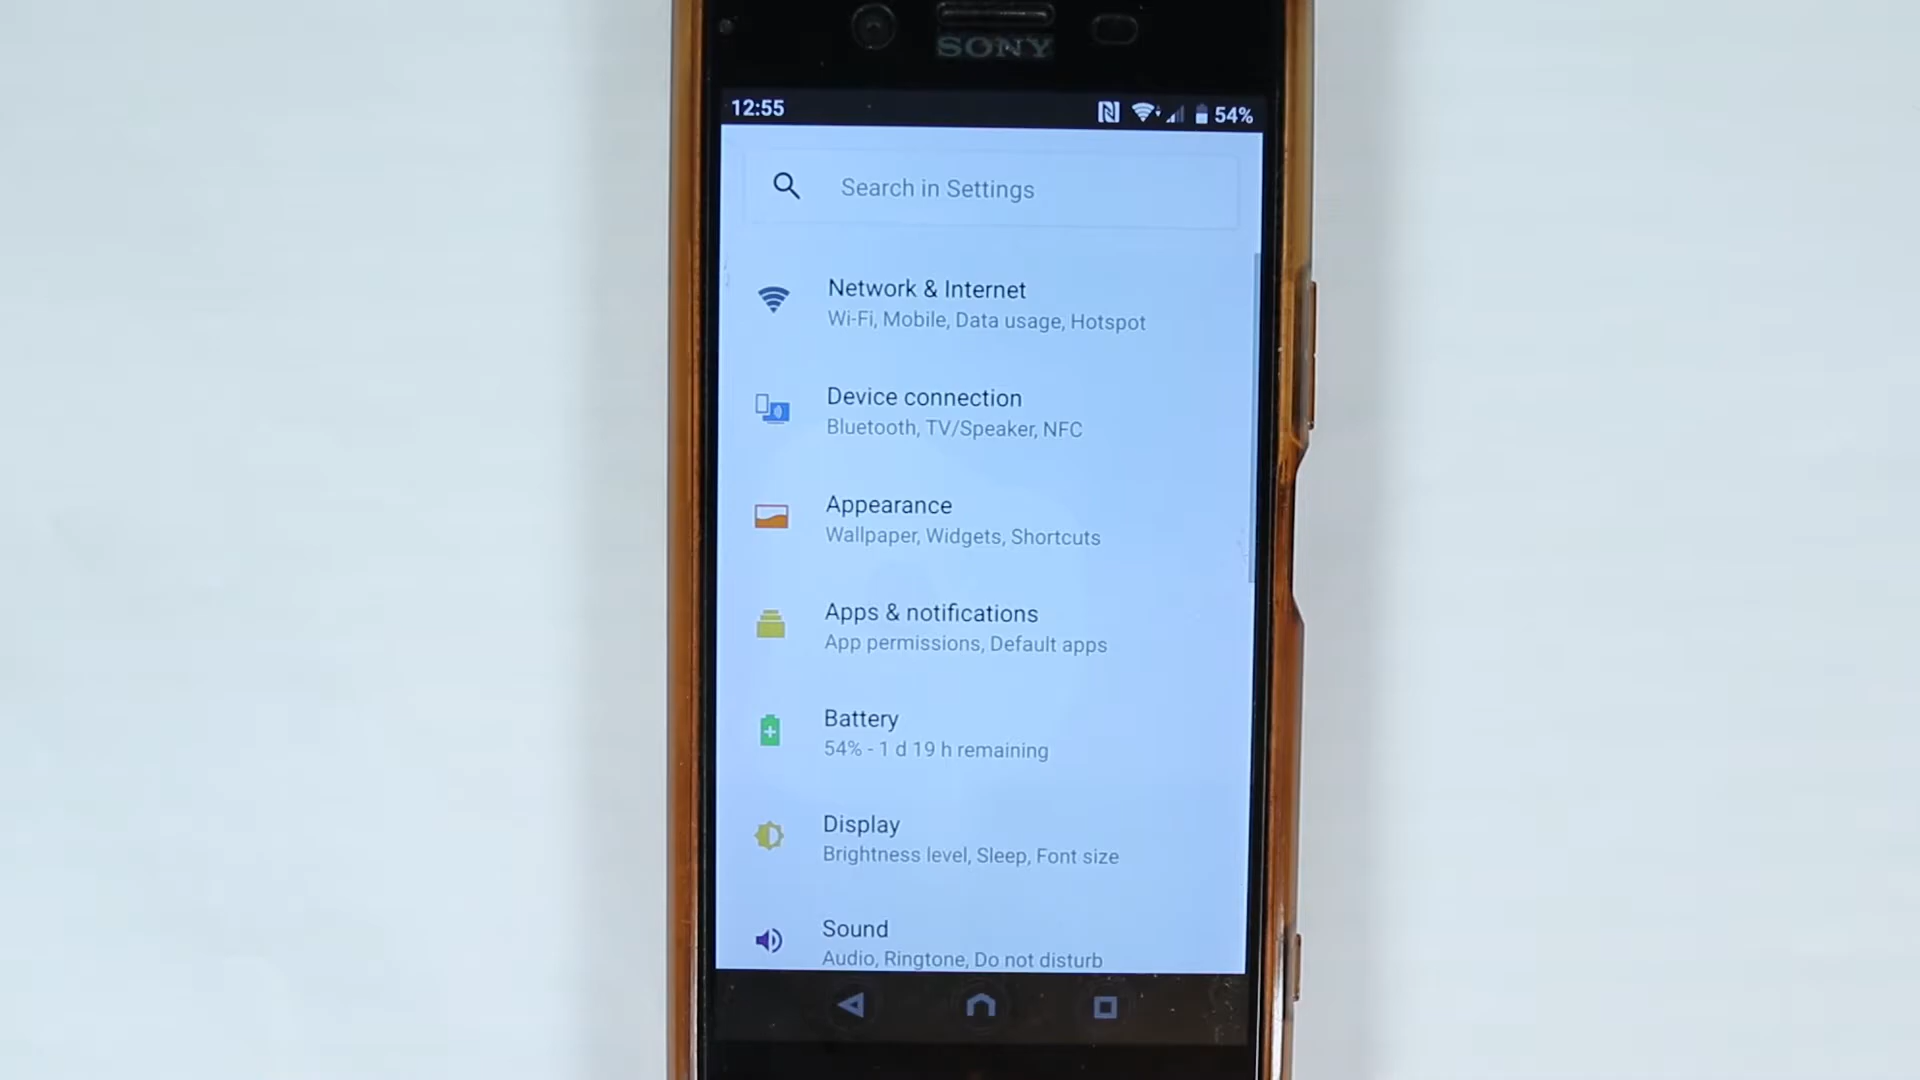 SONY
12:55 54%
Search in Settings
Network & Internet
Wi-Fi, Mobile, Data usage, Hotspot
Device connection
Bluetooth, TV/Speaker, NFC
Appearance
Wallpaper, Widgets, Shortcuts
Apps & notifications
App permissions, Default apps
Battery
54% - 1 d 19 h remaining
Display
Brightness level, Sleep, Font size
Sound
Audio, Ringtone, Do not disturb